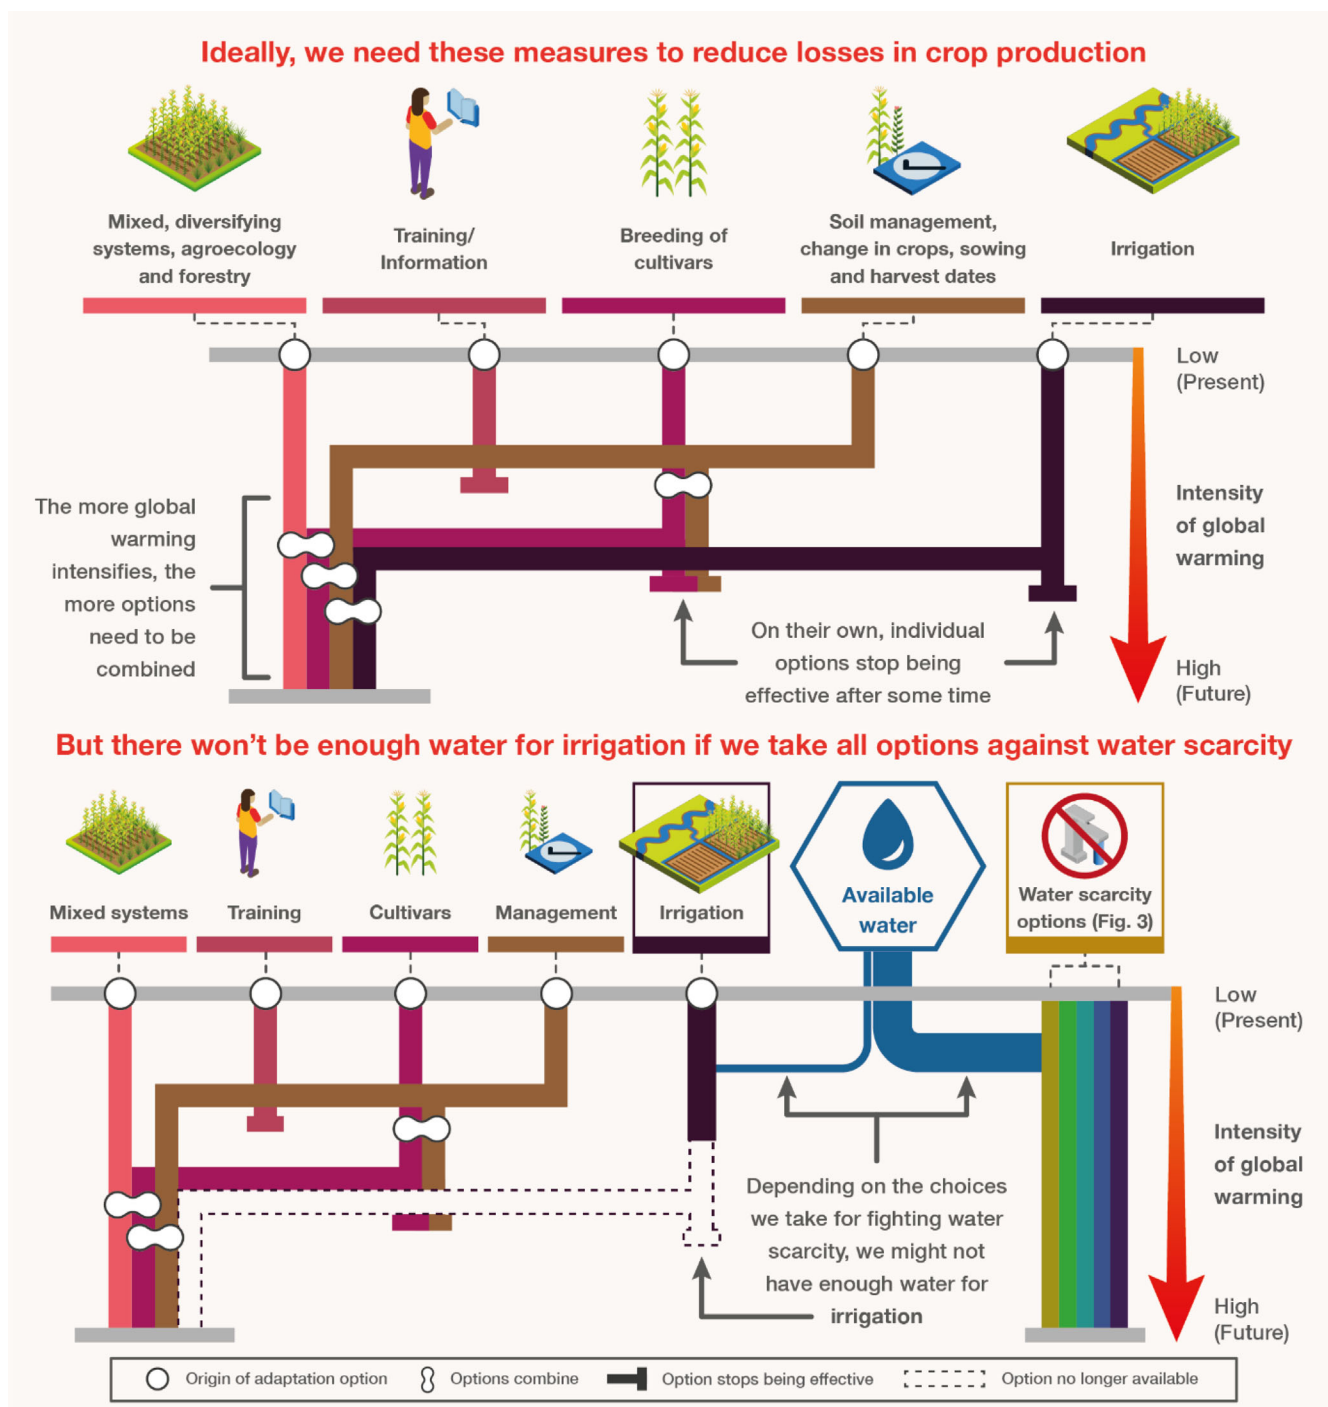 Ideally, we need these measures to reduce losses in crop production
Mixed, diversifying
systems, agroecology
and forestry
Training/
Information
Breeding of
cultivars
Soil management,
change in crops, sowing
and harvest dates
Irrigation
Low
(Present)
The more global
warming
intensifies, the
more options
need to be
combined
Intensity
of global
warming
On their own, individual
options stop being
effective after some time
High
(Future)
But there won’t be enough water for irrigation if we take all options against water scarcity
Mixed systems
Training
Cultivars
Management
Irrigation
Available
water
Water scarcity
options (Fig. 3)
Low
(Present)
Intensity
of global
warming
Depending on the choices
we take for fighting water
scarcity, we might not
have enough water for
irrigation
High
(Future)
Origin of adaptation option
Options combine
Option stops being effective
Option no longer available